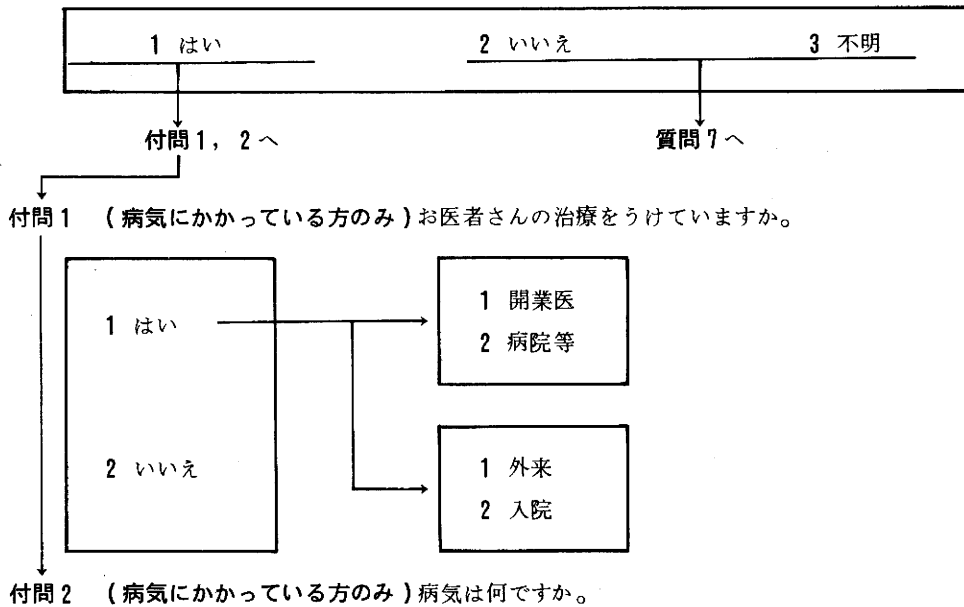 1 はい 2 いいえ 3 不明
付問1，2へ 質問7へ
付問1 (病気にかかっている方のみ)お医者さんの治療をうけていますか。
1 はい
2 いいえ
1 開業医
2 病院等
1 外来
2 入院
付問2 (病気にかかっている方のみ)病気は何ですか。